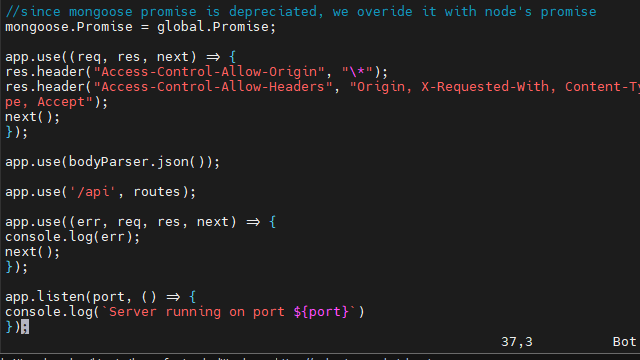 //since mongoose promise is depreciated, we overide it with node's promise
mongoose.Promise = global.Promise;
app.use((req, res, next) => {
res.header("Access-Control-Allow-Origin", "\*");
res.header("Access-Control-Allow-Headers", "Origin, X-Requested-With, Content-Ty
pe, Accept");
next();
});
app.use(bodyParser.json());
app.use('/api', routes);
app.use((err, req, res, next) => {
console.log(err);
next();
});
app.listen(port, () => {
console.log(`Server running on port ${port}`)
});
37,3 Bot